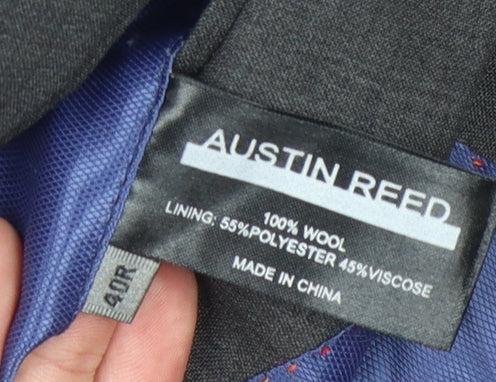 AUSTIN REED
100% WOOL
LINING: 55%POLYESTER 45%VISCOSE
MADE IN CHINA
40R